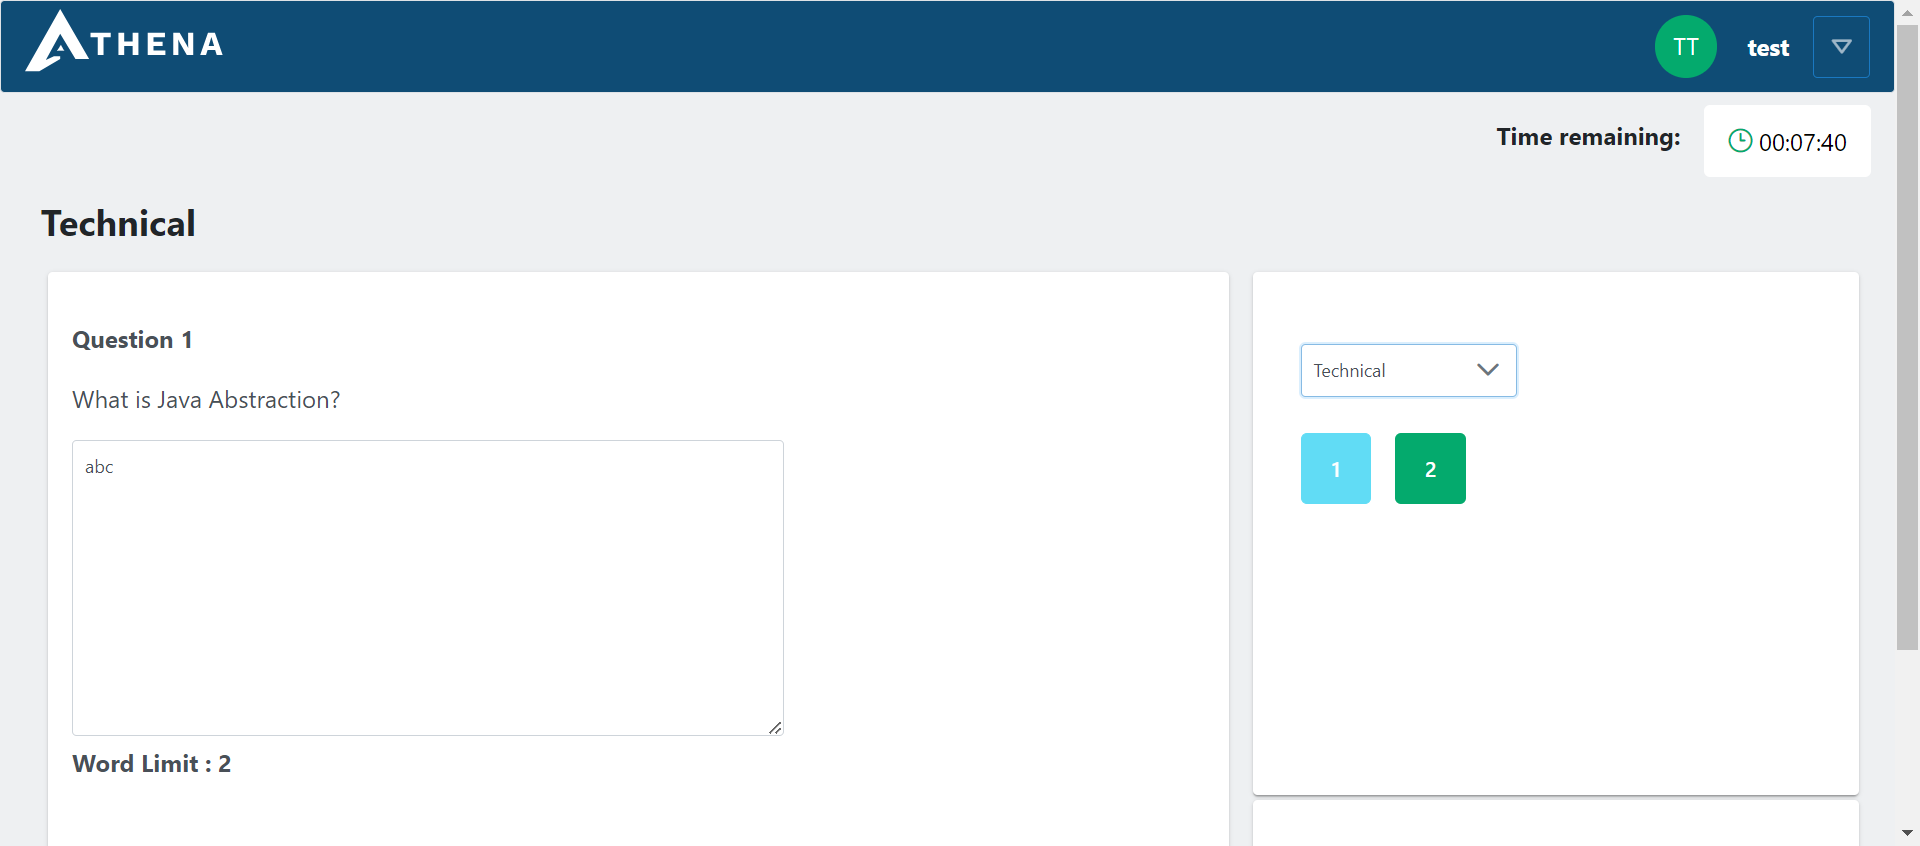 ATHENA
TT
test
Time remaining:
00:07:40
Technical
Question 1
What is Java Abstraction?
abc
Word Limit : 2
Technical
1
2